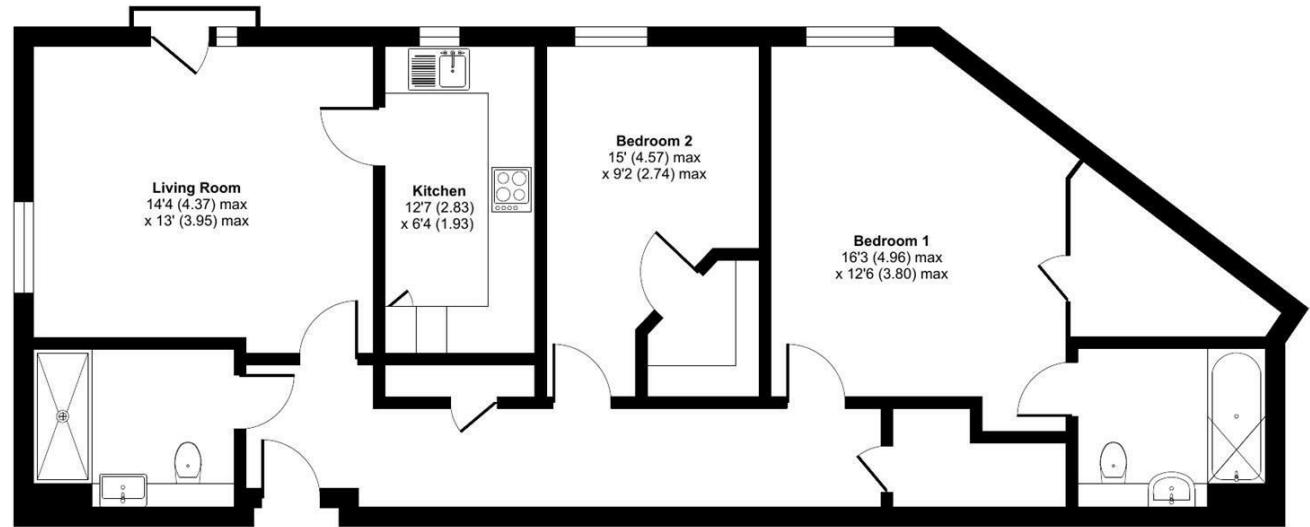 Living Room
14'4 (4.37) max
x 13' (3.95) max
Kitchen
12'7 (2.83)
x 6'4 (1.93)
Bedroom 2
15' (4.57) max
x 9'2 (2.74) max
Bedroom 1
16'3 (4.96) max
x 12'6 (3.80) max